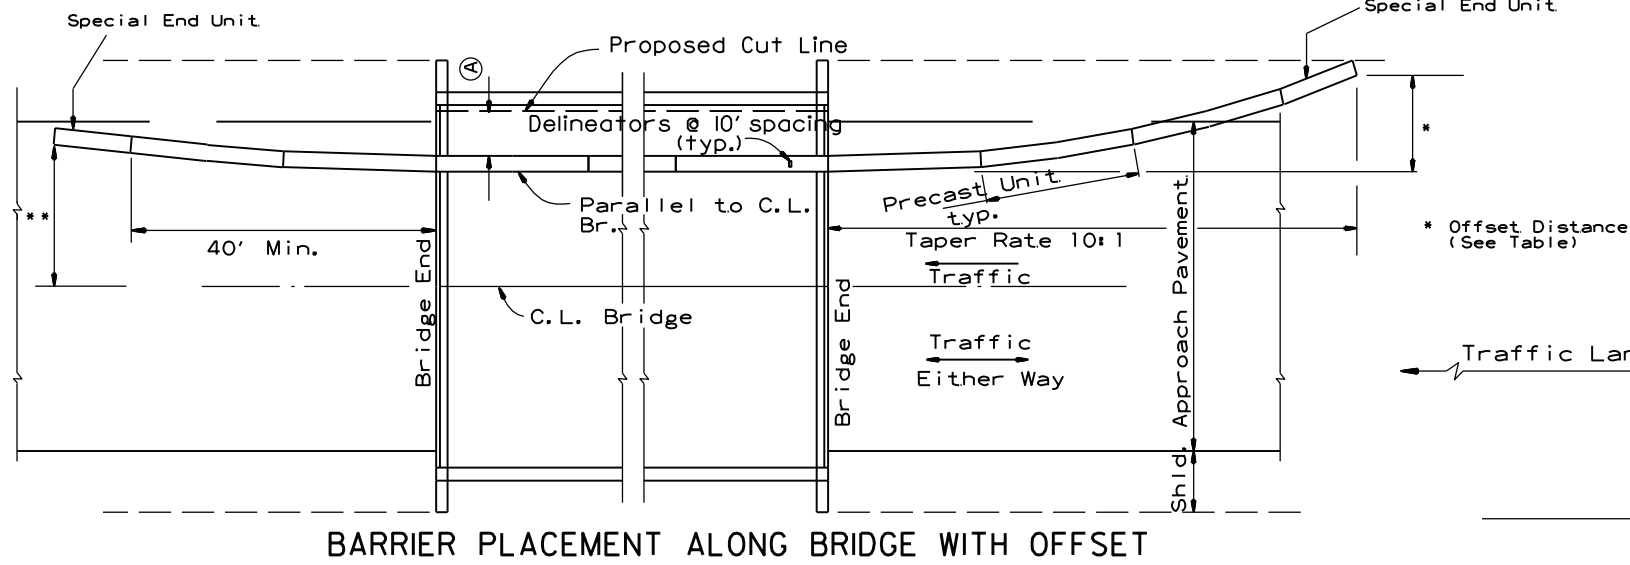 Special End Unit
Special End Unit
Proposed Cut Line
A
Delineators @ 10' spacing
(typ.)
*
**
Precast Unit
typ.
Parallel to C.L.
Br.
40' Min.
Taper Rate 10:1
* Offset Distance
(See Table)
Traffic
C.L. Bridge
Bridge End
Bridge End
Traffic
Either Way
Approach Pavement
Shld.
Traffic Lan
BARRIER PLACEMENT ALONG BRIDGE WITH OFFSET